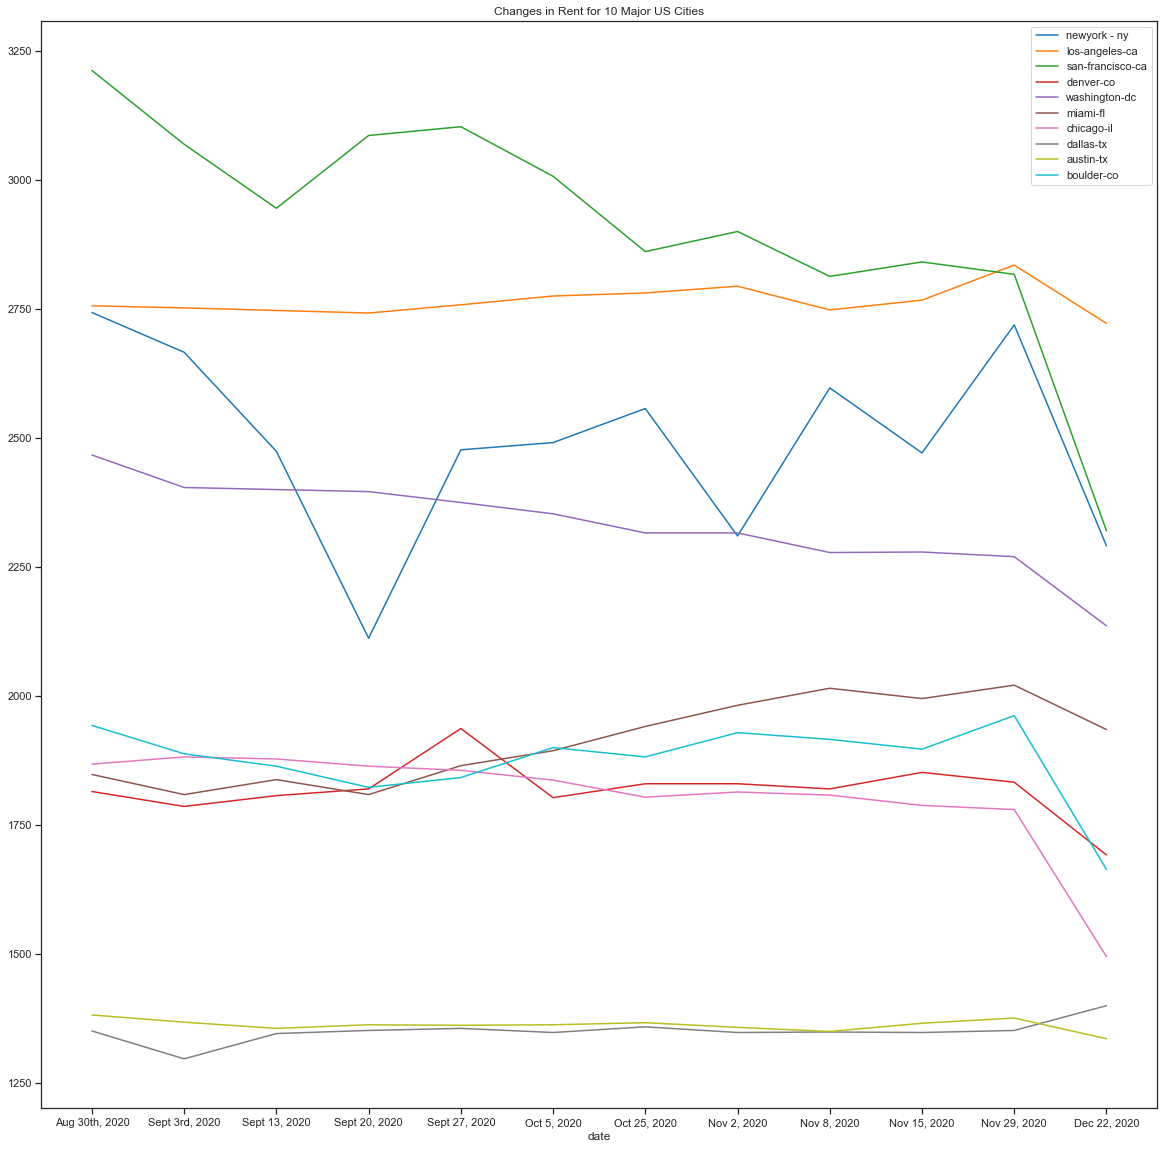 Changes in Rent for 10 Major US Cities
newyork - ny
los-angeles-ca
san-francisco-ca
denver-co
washington-dc
miami-fl
chicago-il
dallas-tx
austin-tx
boulder-co
3250
3000
2750
2500
2250
2000
1750
1500
1250
Aug 30th, 2020 Sept 3rd, 2020 Sept 13, 2020 Sept 20, 2020 Sept 27, 2020 Oct 5, 2020 Oct 25, 2020 Nov 2, 2020 Nov 8, 2020 Nov 15, 2020 Nov 29, 2020 Dec 22, 2020
date